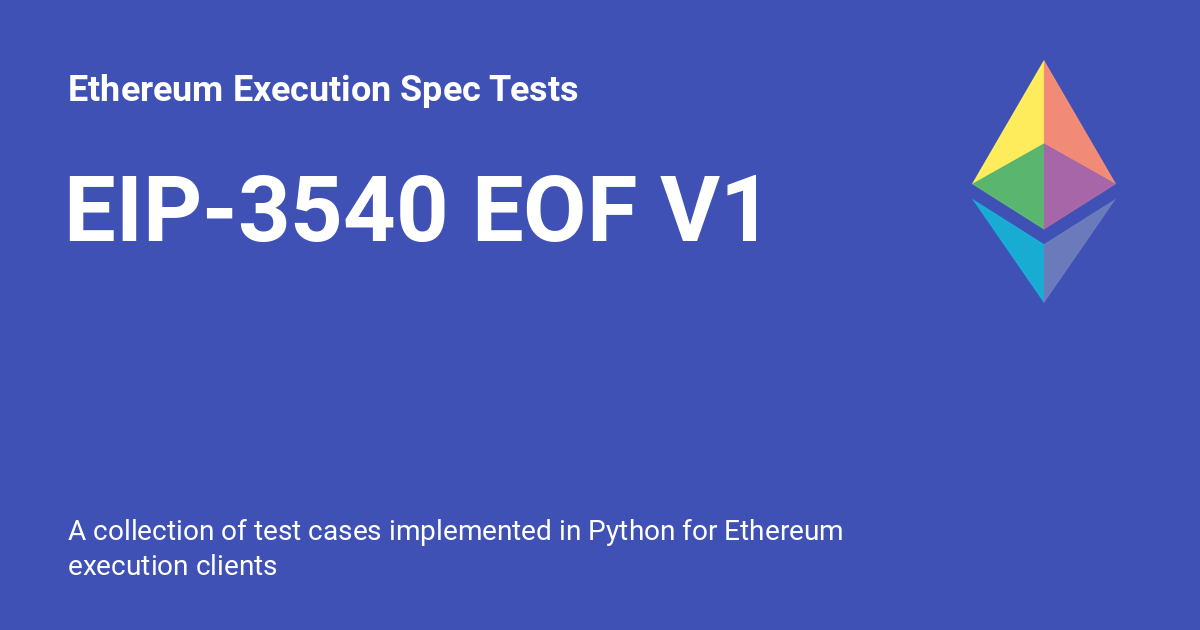 Ethereum Execution Spec Tests
EIP-3540 EOF V1
A collection of test cases implemented in Python for Ethereum
execution clients